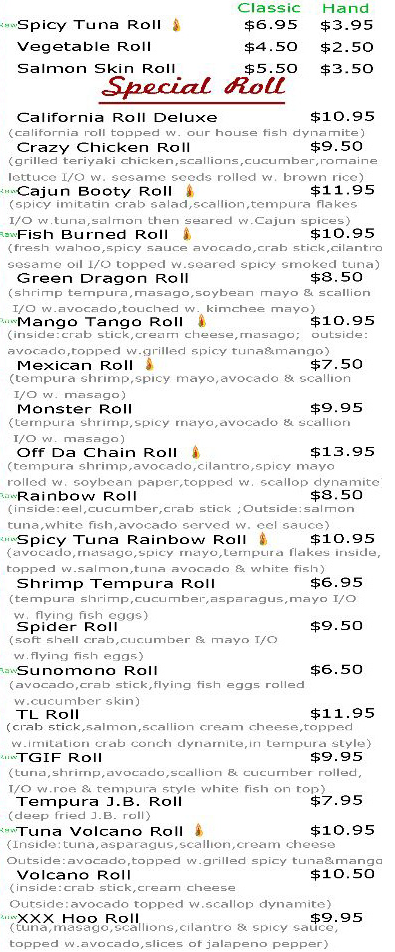 Classic Hand
Raw Spicy Tuna Roll $6.95 $3.95
Vegetable Roll $4.50 $2.50
Salmon Skin Roll $5.50 $3.50
Special Roll
California Roll Deluxe $10.95
(california roll topped w. our house fish dynamite)
Crazy Chicken Roll $9.50
(grilled teriyaki chicken,scallions,cucumber,romaine
lettuce I/O w. sesame seeds rolled w. brown rice)
Raw Cajun Booty Roll $11.95
(spicy imitatin crab salad,scallion,tempura flakes
I/O w.tuna,salmon then seared w.Cajun spices)
Raw Fish Burned Roll $10.95
(fresh wahoo,spicy sauce avocado,crab stick,cilantro
sesame oil I/O topped w.seared spicy smoked tuna)
Green Dragon Roll $8.50
(shrimp tempura,masago,soybean mayo & scallion
I/O w.avocado,touched w. kimchee mayo)
Raw Mango Tango Roll $10.95
(inside:crab stick,cream cheese,masago; outside:
avocado,topped w.grilled spicy tuna&mango)
Mexican Roll $7.50
(tempura shrimp,spicy mayo,avocado & scallion
I/O w. masago)
Monster Roll $9.95
(tempura shrimp,spicy mayo,avocado & scallion
I/O w. masago)
Off Da Chain Roll $13.95
(tempura shrimp,avocado,cilantro,spicy mayo
rolled w. soybean paper,topped w. scallop dynamite
Raw Rainbow Roll $8.50
(inside:eel,cucumber,crab stick ;Outside:salmon
tuna,white fish,avocado served w. eel sauce)
Raw Spicy Tuna Rainbow Roll $10.95
(avocado,masago,spicy mayo,tempura flakes inside,
topped w.salmon,tuna avocado & white fish)
Shrimp Tempura Roll $6.95
(tempura shrimp,cucumber,asparagus,mayo I/O
w. flying fish eggs)
Spider Roll $9.50
(soft shell crab,cucumber & mayo I/O
w.flying fish eggs)
Raw Sunomono Roll $6.50
(avocado,crab stick,flying fish eggs rolled
w.cucumber skin)
TL Roll $11.95
(crab stick,salmon,scallion cream cheese,topped
w.imitation crab conch dynamite,in tempura style)
Raw TGIF Roll $9.95
(tuna,shrimp,avocado,scallion & cucumber rolled,
I/O w.roe & tempura style white fish on top)
Tempura J.B. Roll $7.95
(deep fried J.B. roll)
Raw Tuna Volcano Roll $10.95
(Inside:tuna,asparagus,scallion,cream cheese
Outside:avocado,topped w.grilled spicy tuna&mango
Volcano Roll $10.50
(inside:crab stick,cream cheese
Outside:avocado topped w.scallop dynamite)
Raw XXX Hoo Roll $9.95
(tuna,masago,scallions,cilantro & spicy sauce,
topped w.avocado,slices of jalapeno pepper)